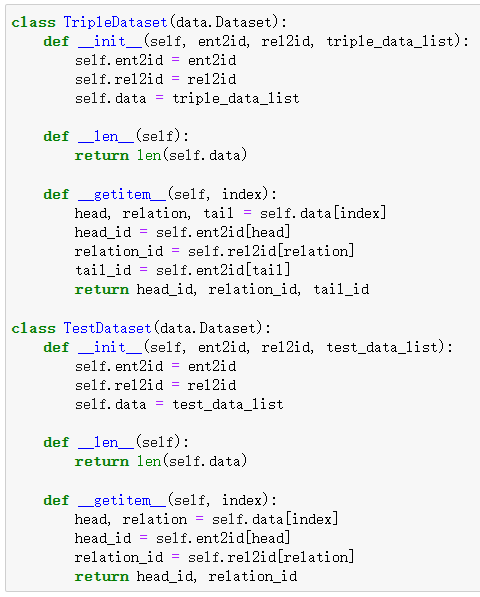 class TripleDataset(data.Dataset):
    def __init__(self, ent2id, rel2id, triple_data_list):
        self.ent2id = ent2id
        self.rel2id = rel2id
        self.data = triple_data_list

    def __len__(self):
        return len(self.data)

    def __getitem__(self, index):
        head, relation, tail = self.data[index]
        head_id = self.ent2id[head]
        relation_id = self.rel2id[relation]
        tail_id = self.ent2id[tail]
        return head_id, relation_id, tail_id

class TestDataset(data.Dataset):
    def __init__(self, ent2id, rel2id, test_data_list):
        self.ent2id = ent2id
        self.rel2id = rel2id
        self.data = test_data_list

    def __len__(self):
        return len(self.data)

    def __getitem__(self, index):
        head, relation = self.data[index]
        head_id = self.ent2id[head]
        relation_id = self.rel2id[relation]
        return head_id, relation_id